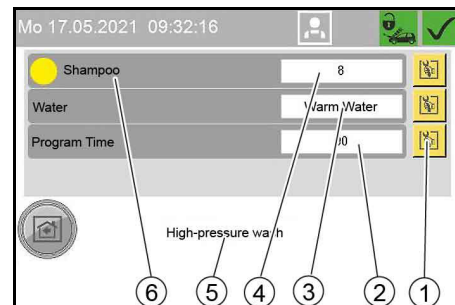 Mo 17.05.2021 09:32:16
Shampoo 8
Water Warm Water
Program Time
High-pressure wash
6 5 4 3 2 1